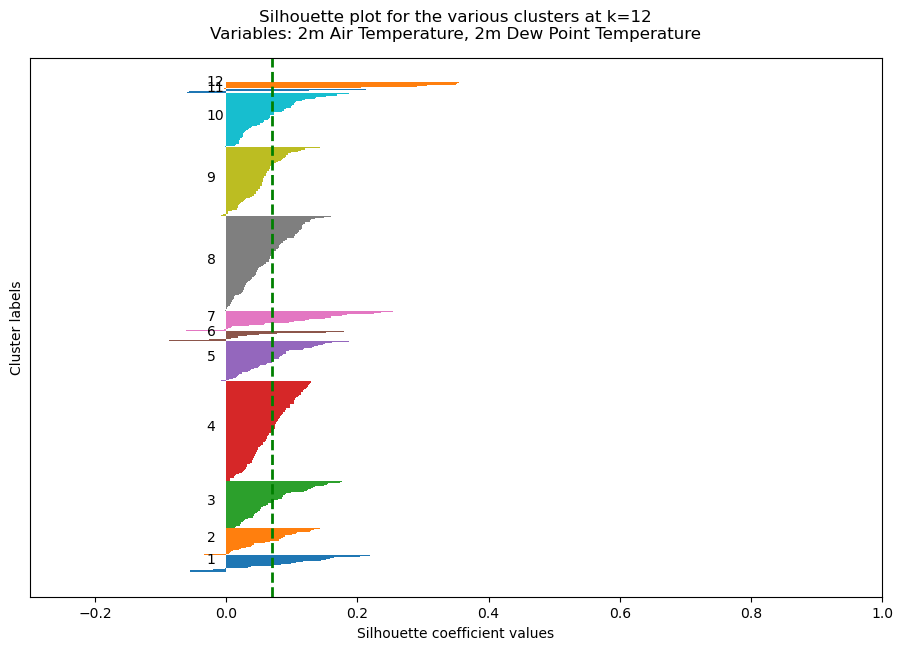 Silhouette plot for the various clusters at k=12
Variables: 2m Air Temperature, 2m Dew Point Temperature
Cluster labels
12
11
10
9
8
7
6
5
4
3
2
1
−0.2 0.0 0.2 0.4 0.6 0.8 1.0
Silhouette coefficient values